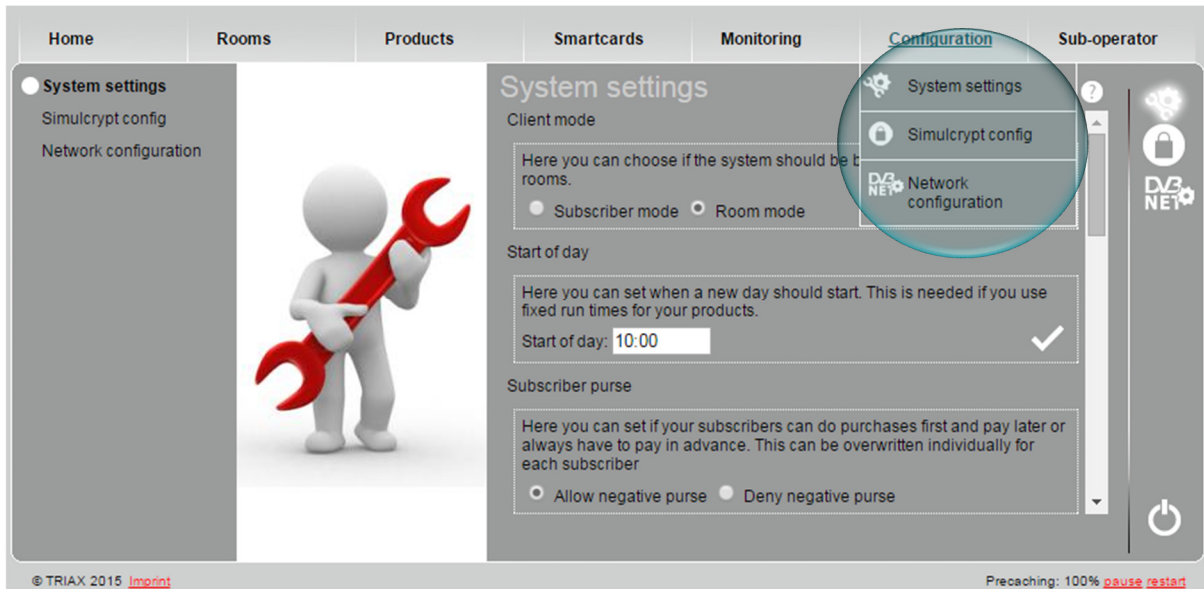 Home Rooms Products Smartcards Monitoring Configuration Sub-operator
System settings
Simulcrypt config
Network configuration
System settings
Client mode
Here you can choose if the system should be b
rooms.
Subscriber mode Room mode
Start of day
Here you can set when a new day should start. This is needed if you use
fixed run times for your products.
Start of day: 10:00
Subscriber purse
Here you can set if your subscribers can do purchases first and pay later or
always have to pay in advance. This can be overwritten individually for
each subscriber
Allow negative purse Deny negative purse
System settings
Simulcrypt config
DVB
NET
Network
configuration
?
DVB
NET
© TRIAX 2015 Imprint
Precaching: 100% pause restart